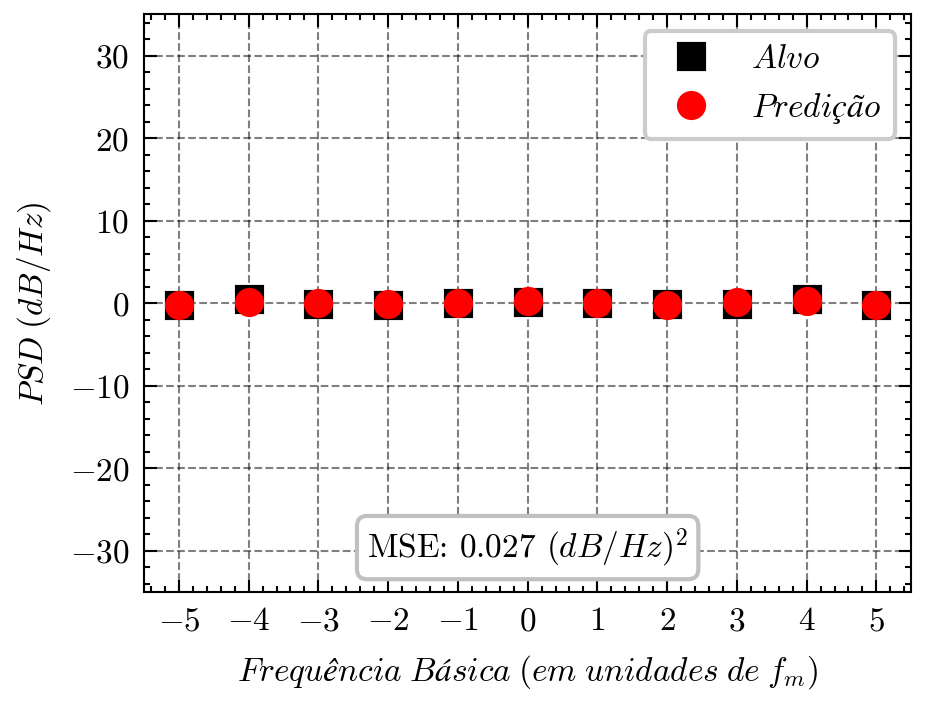 30
20
10
0
−10
−20
−30
PSD (dB/Hz)
Alvo
Predição
MSE: 0.027 (dB/Hz)²
−5 −4 −3 −2 −1 0 1 2 3 4 5
Frequência Básica (em unidades de fₘ)